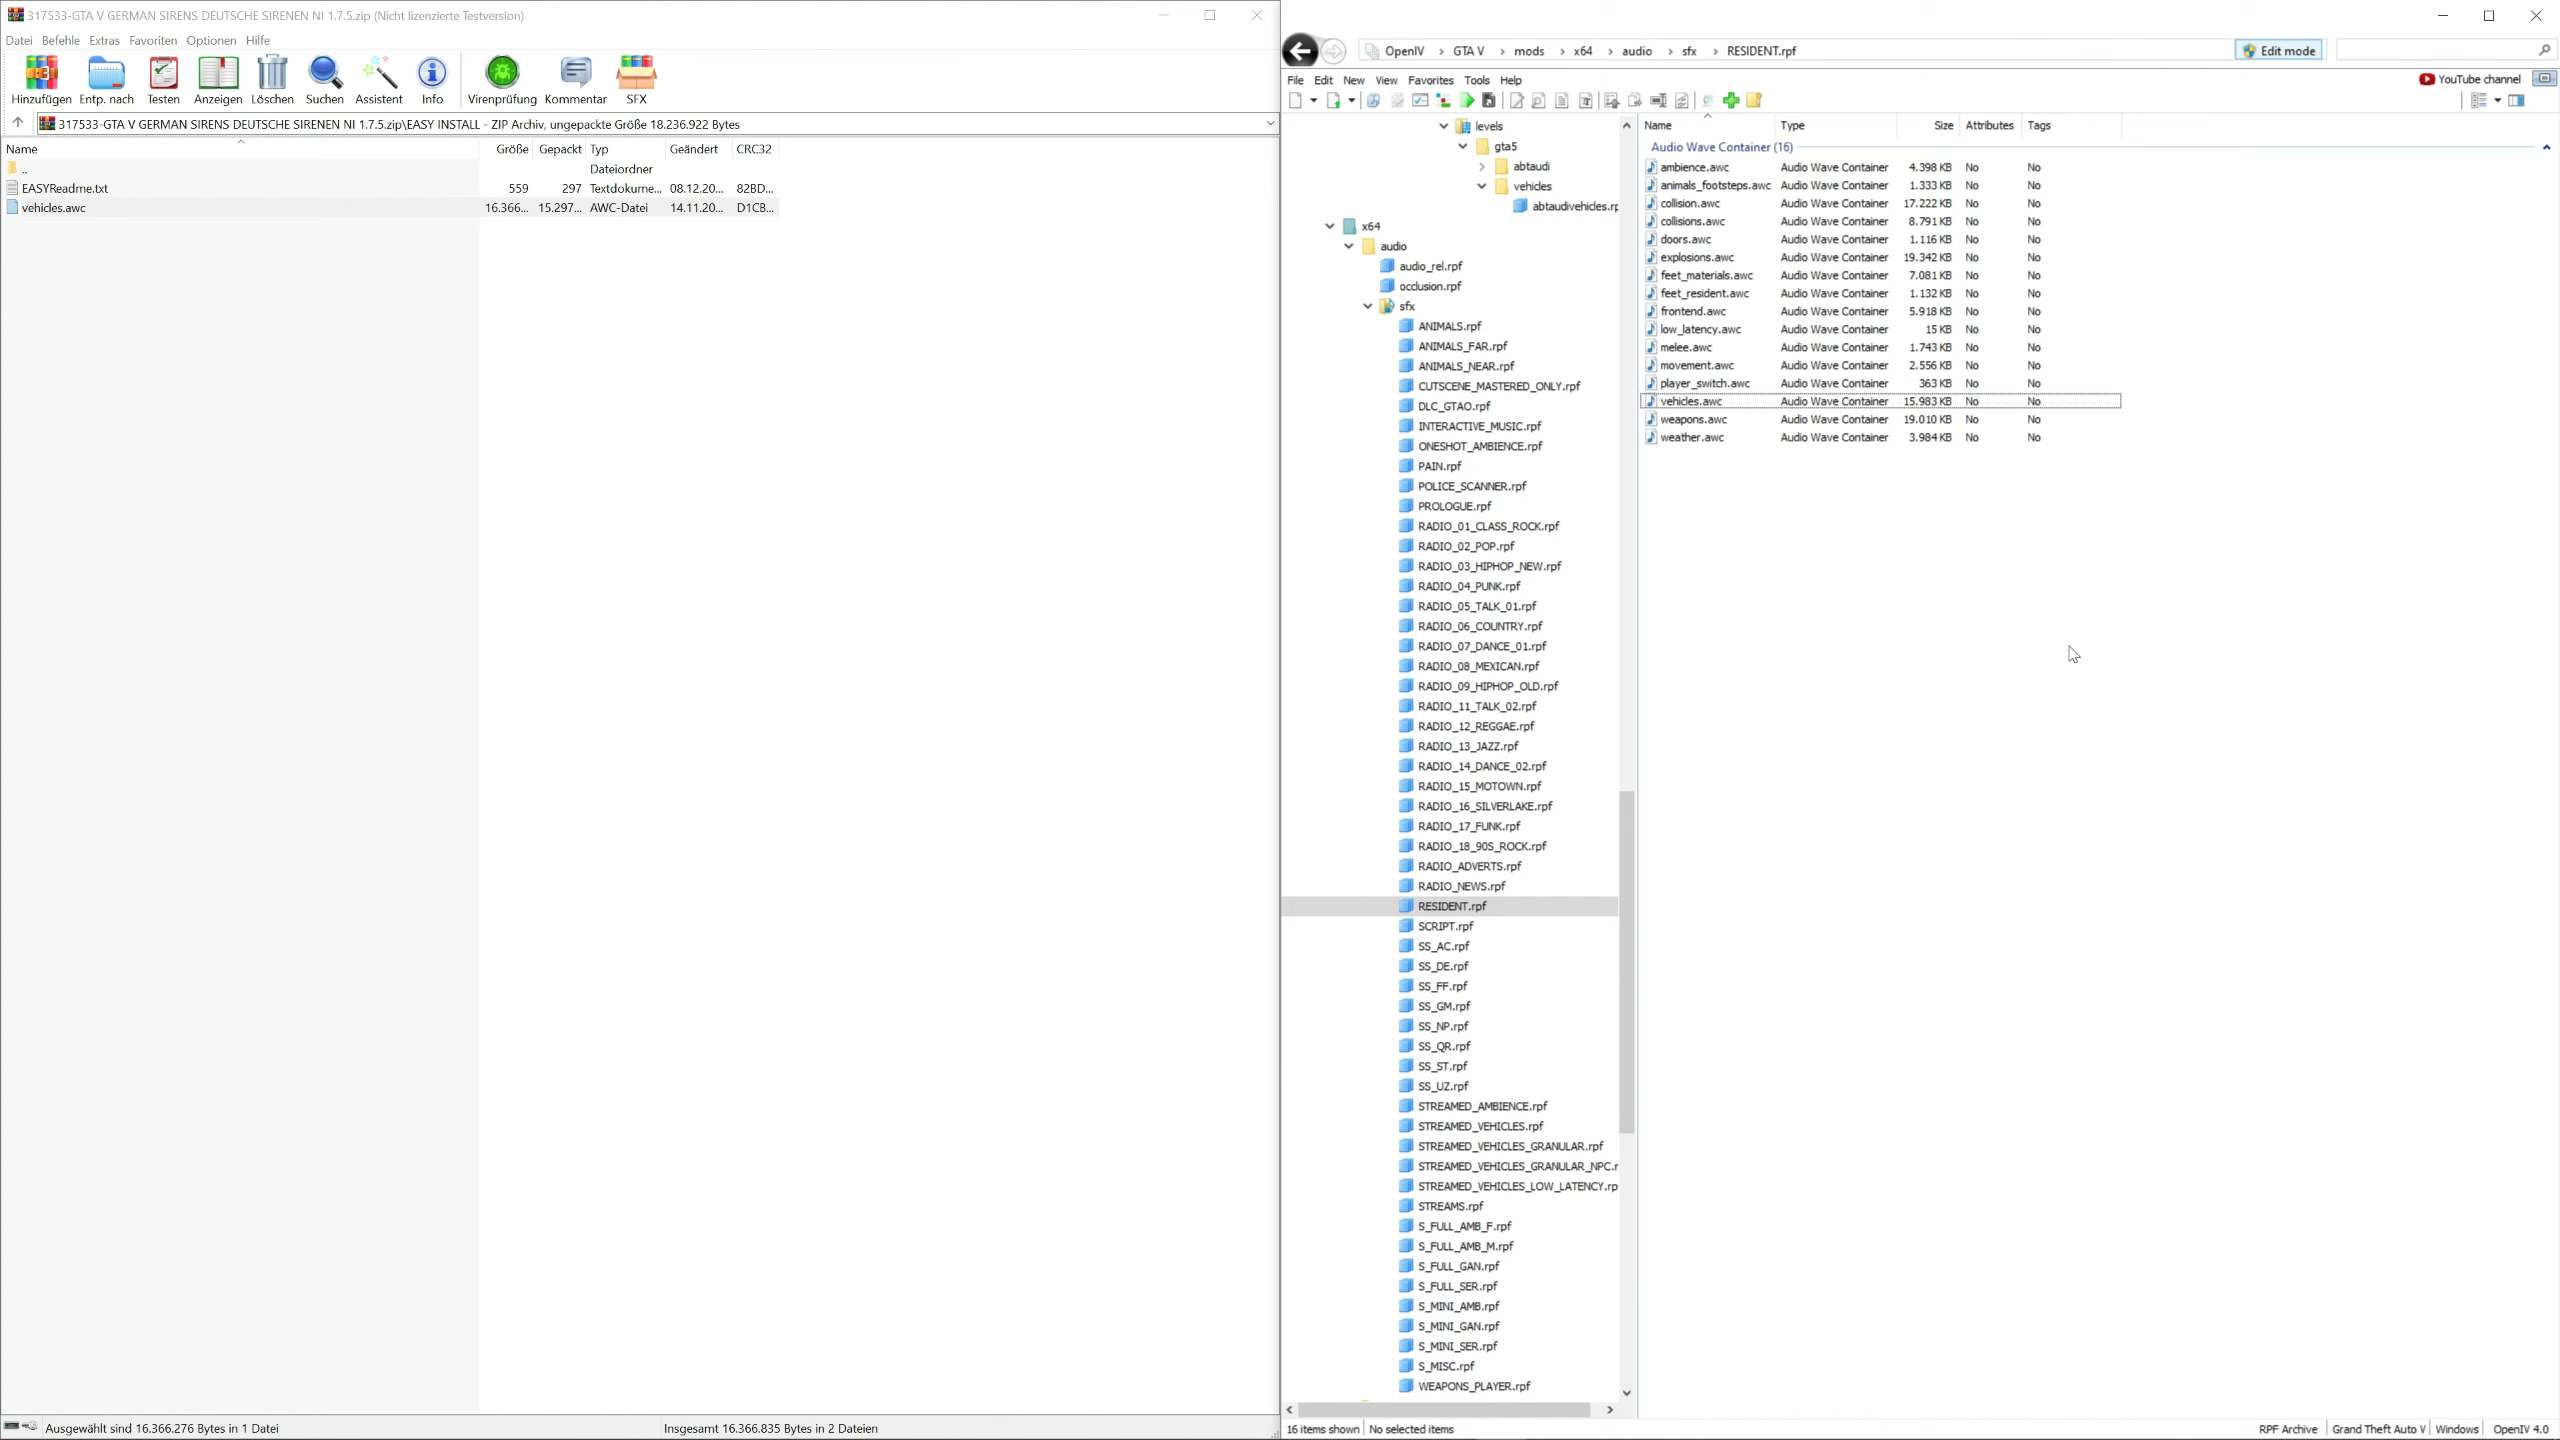 317533-GTA V GERMAN SIRENS DEUTSCHE SIRENEN NI 1.7.5.zip (Nicht lizenzierte Testversion)
Datei Befehle Extras Favoriten Optionen Hilfe
Hinzufügen Entp. nach Testen Anzeigen Löschen Suchen Assistent Info Virenprüfung Kommentar SFX
317533-GTA V GERMAN SIRENS DEUTSCHE SIRENEN NI 1.7.5.zip\EASY INSTALL - ZIP Archiv, ungepackte Größe 18.236.922 Bytes
Name Größe Gepackt Typ Geändert CRC32
.. Dateiordner
EASYReadme.txt 559 297 Textdokume... 08.12.20... 82BD...
vehicles.awc 16.366... 15.297... AWC-Datei 14.11.20... D1CB...
Ausgewählt sind 16.366.276 Bytes in 1 Datei
Insgesamt 16.366.835 Bytes in 2 Dateien
OpenIV GTA V mods x64 audio sfx RESIDENT.rpf
Edit mode
File Edit New View Favorites Tools Help
YouTube channel
levels
gta5
abtaudi
vehicles
abtaudivehicles.rp
x64
audio
audio_rel.rpf
occlusion.rpf
sfx
ANIMALS.rpf
ANIMALS_FAR.rpf
ANIMALS_NEAR.rpf
CUTSCENE_MASTERED_ONLY.rpf
DLC_GTAO.rpf
INTERACTIVE_MUSIC.rpf
ONESHOT_AMBIENCE.rpf
PAIN.rpf
POLICE_SCANNER.rpf
PROLOGUE.rpf
RADIO_01_CLASS_ROCK.rpf
RADIO_02_POP.rpf
RADIO_03_HIPHOP_NEW.rpf
RADIO_04_PUNK.rpf
RADIO_05_TALK_01.rpf
RADIO_06_COUNTRY.rpf
RADIO_07_DANCE_01.rpf
RADIO_08_MEXICAN.rpf
RADIO_09_HIPHOP_OLD.rpf
RADIO_11_TALK_02.rpf
RADIO_12_REGGAE.rpf
RADIO_13_JAZZ.rpf
RADIO_14_DANCE_02.rpf
RADIO_15_MOTOWN.rpf
RADIO_16_SILVERLAKE.rpf
RADIO_17_FUNK.rpf
RADIO_18_90S_ROCK.rpf
RADIO_ADVERTS.rpf
RADIO_NEWS.rpf
RESIDENT.rpf
SCRIPT.rpf
SS_AC.rpf
SS_DE.rpf
SS_FF.rpf
SS_GM.rpf
SS_NP.rpf
SS_QR.rpf
SS_ST.rpf
SS_UZ.rpf
STREAMED_AMBIENCE.rpf
STREAMED_VEHICLES.rpf
STREAMED_VEHICLES_GRANULAR.rpf
STREAMED_VEHICLES_GRANULAR_NPC.r
STREAMED_VEHICLES_LOW_LATENCY.rp
STREAMS.rpf
S_FULL_AMB_F.rpf
S_FULL_AMB_M.rpf
S_FULL_GAN.rpf
S_FULL_SER.rpf
S_MINI_AMB.rpf
S_MINI_GAN.rpf
S_MINI_SER.rpf
S_MISC.rpf
WEAPONS_PLAYER.rpf
Name Type Size Attributes Tags
Audio Wave Container (16)
ambience.awc Audio Wave Container 4.398 KB No No
animals_footsteps.awc Audio Wave Container 1.333 KB No No
collision.awc Audio Wave Container 17.222 KB No No
collisions.awc Audio Wave Container 8.791 KB No No
doors.awc Audio Wave Container 1.116 KB No No
explosions.awc Audio Wave Container 19.342 KB No No
feet_materials.awc Audio Wave Container 7.081 KB No No
feet_resident.awc Audio Wave Container 1.132 KB No No
frontend.awc Audio Wave Container 5.918 KB No No
low_latency.awc Audio Wave Container 15 KB No No
melee.awc Audio Wave Container 1.743 KB No No
movement.awc Audio Wave Container 2.556 KB No No
player_switch.awc Audio Wave Container 363 KB No No
vehicles.awc Audio Wave Container 15.983 KB No No
weapons.awc Audio Wave Container 19.010 KB No No
weather.awc Audio Wave Container 3.984 KB No No
16 items shown No selected items
RPF Archive Grand Theft Auto V Windows OpenIV 4.0